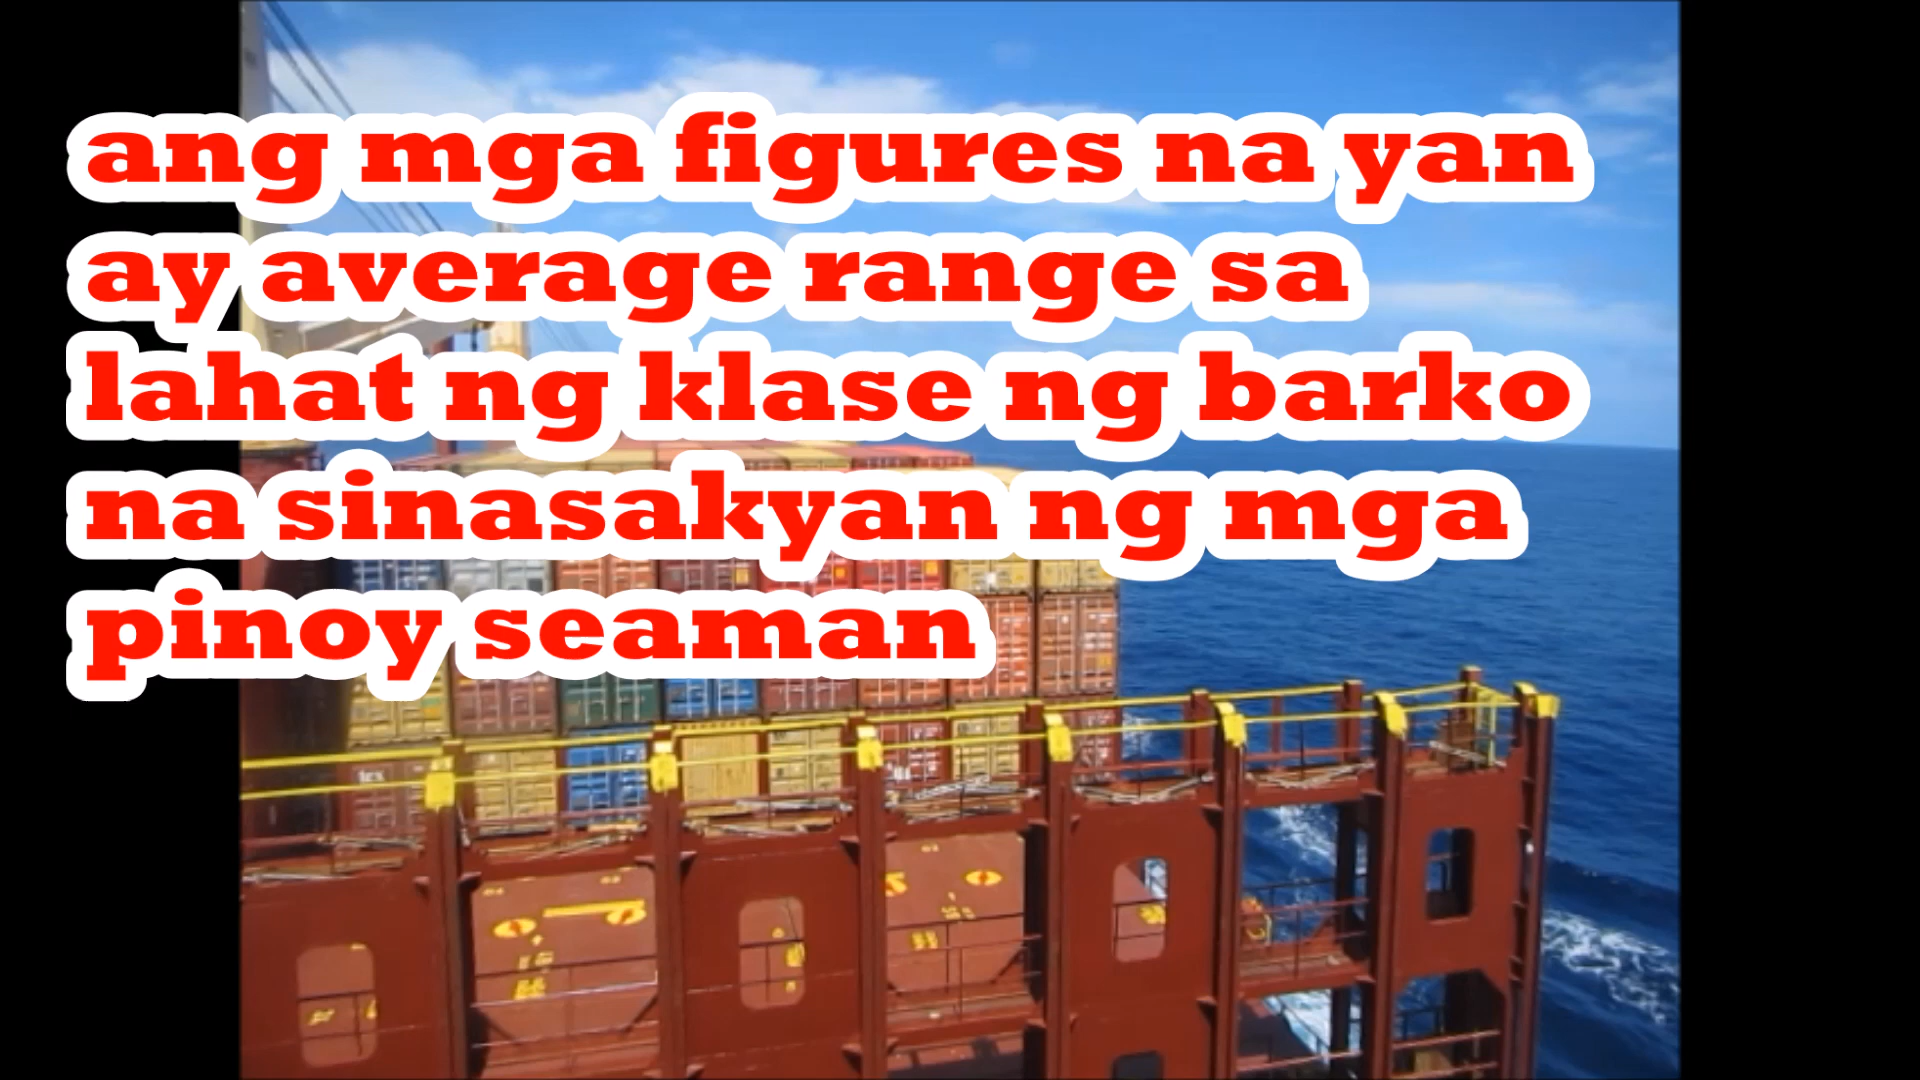 ang mga figures na yan
ay average range sa
lahat ng klase ng barko
na sinasakyan ng mga
pinoy seaman